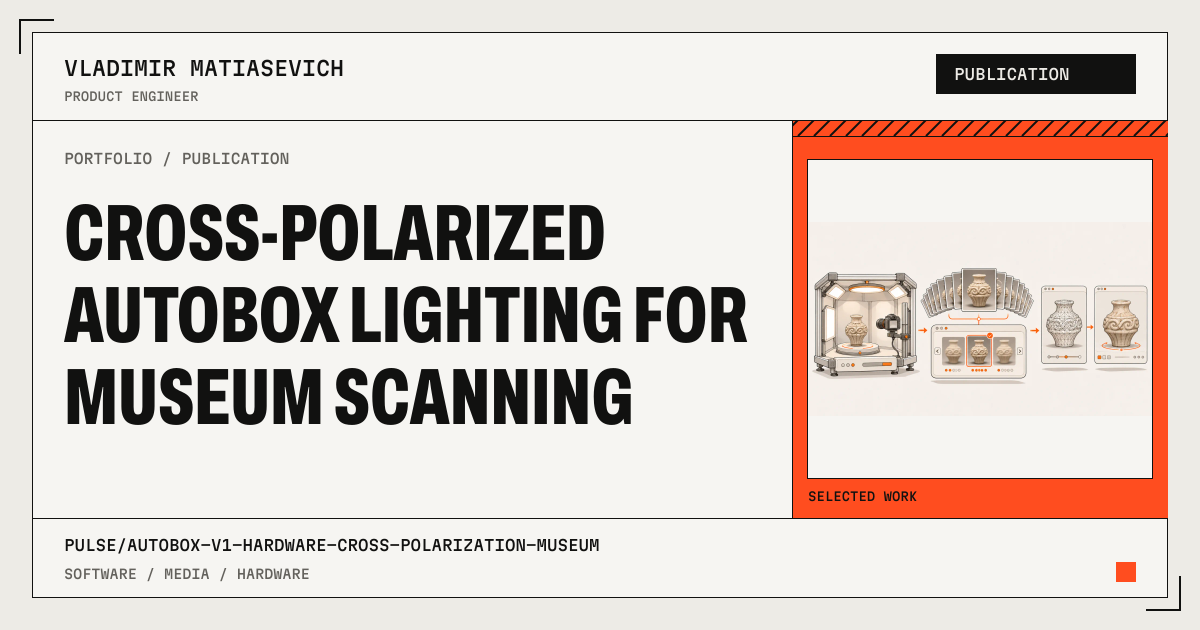 VLADIMIR MATIASEVICH
PRODUCT ENGINEER
PUBLICATION
PORTFOLIO / PUBLICATION
CROSS-POLARIZED
AUTOBOX LIGHTING FOR
MUSEUM SCANNING
SELECTED WORK
PULSE/AUTOBOX-V1-HARDWARE-CROSS-POLARIZATION-MUSEUM
SOFTWARE / MEDIA / HARDWARE